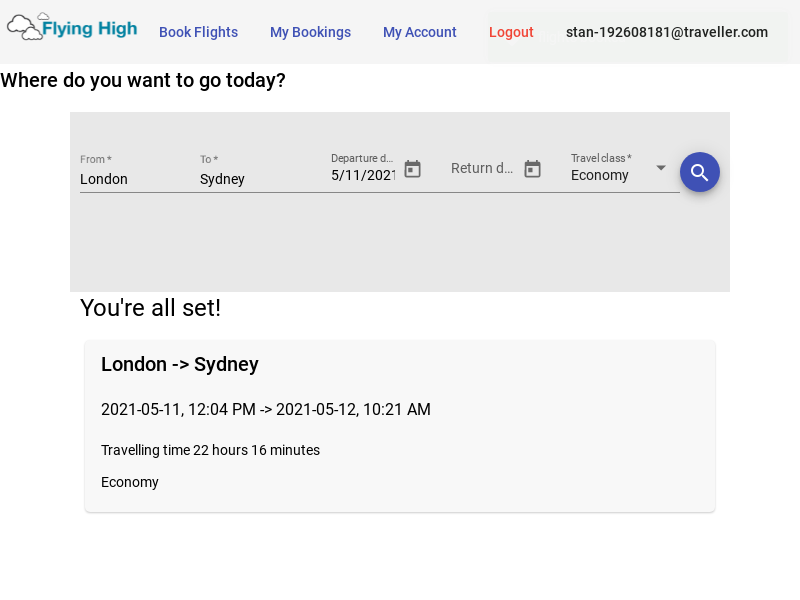 Flying High Book Flights My Bookings My Account Logout stan-192608181@traveller.com
Where do you want to go today?
From * To * Departure d... Travel class *
London Sydney 5/11/2021 Return d... Economy
You're all set!
London -> Sydney
2021-05-11, 12:04 PM -> 2021-05-12, 10:21 AM
Travelling time 22 hours 16 minutes
Economy